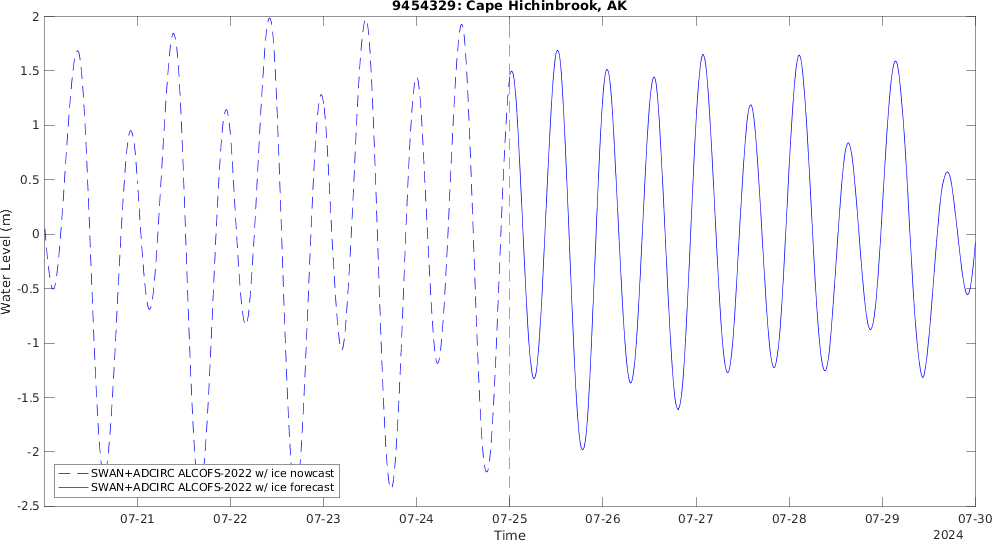 9454329: Cape Hichinbrook, AK
Water Level (m)
2
1.5
1
0.5
0
-0.5
-1
-1.5
-2
-2.5
SWAN+ADCIRC ALCOFS-2022 w/ ice nowcast
SWAN+ADCIRC ALCOFS-2022 w/ ice forecast
07-21 07-22 07-23 07-24 07-25 07-26 07-27 07-28 07-29 07-30
Time
2024